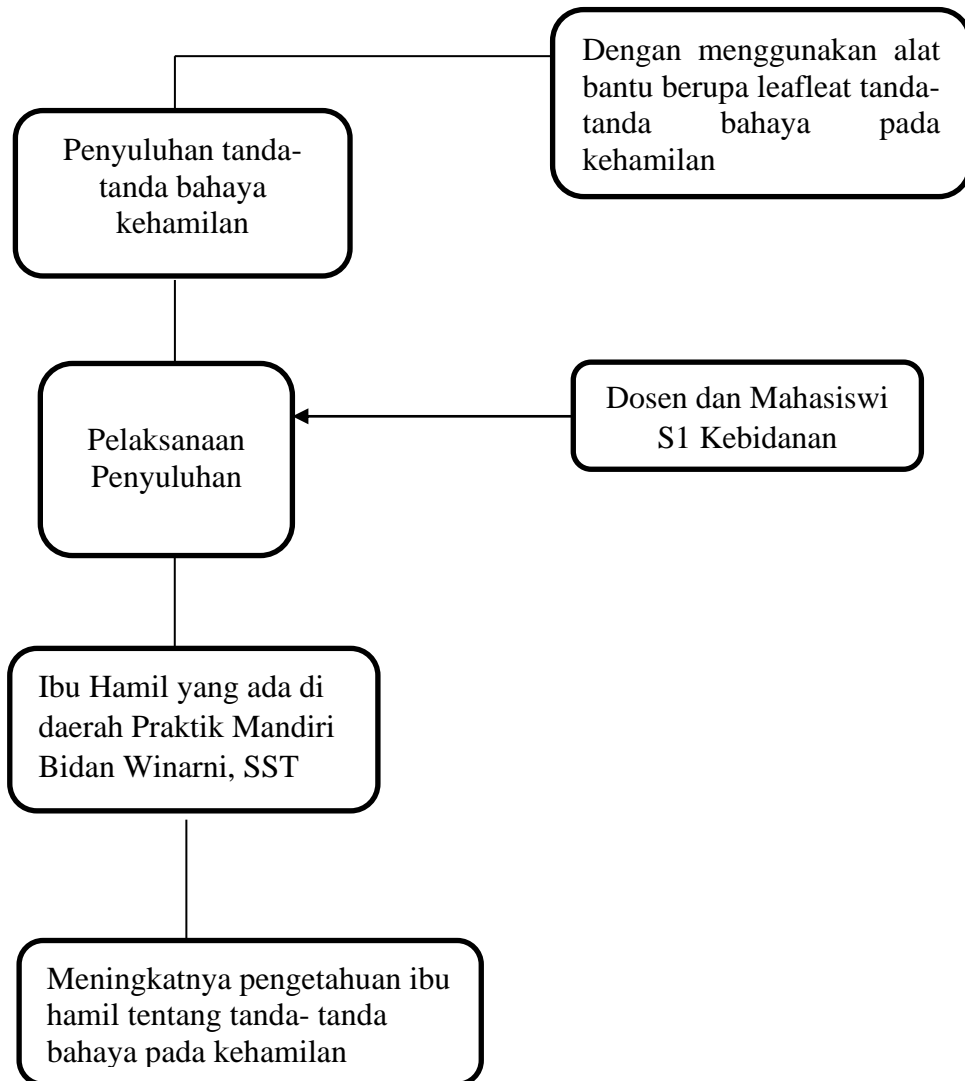 Dengan menggunakan alat
bantu berupa leafleat tanda-
tanda bahaya pada
kehamilan
Penyuluhan tanda-
tanda bahaya
kehamilan
Pelaksanaan
Penyuluhan
Dosen dan Mahasiswi
S1 Kebidanan
Ibu Hamil yang ada di
daerah Praktik Mandiri
Bidan Winarni, SST
Meningkatnya pengetahuan ibu
hamil tentang tanda- tanda
bahaya pada kehamilan